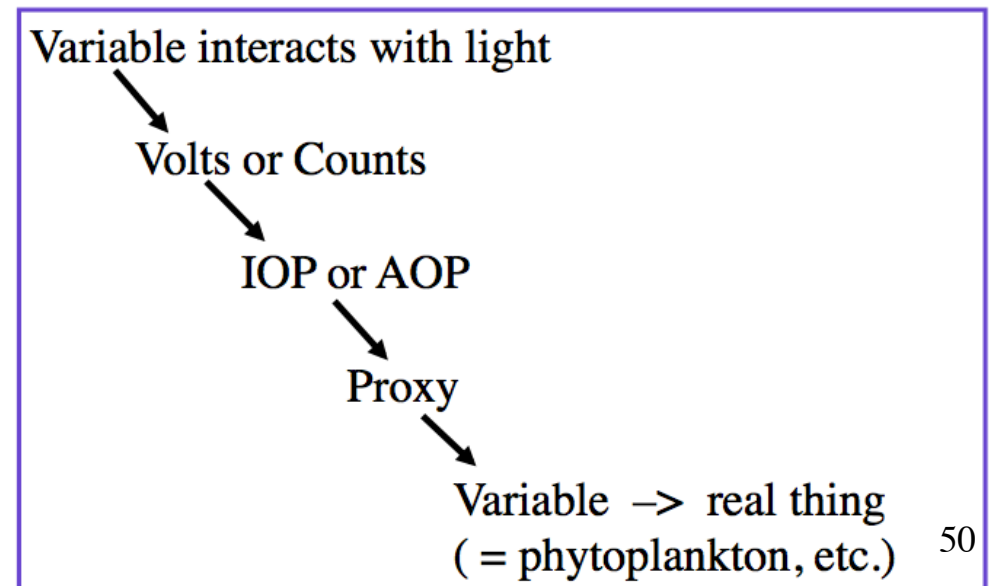 Variable interacts with light
Volts or Counts
IOP or AOP
Proxy
Variable –> real thing
( = phytoplankton, etc.)
50